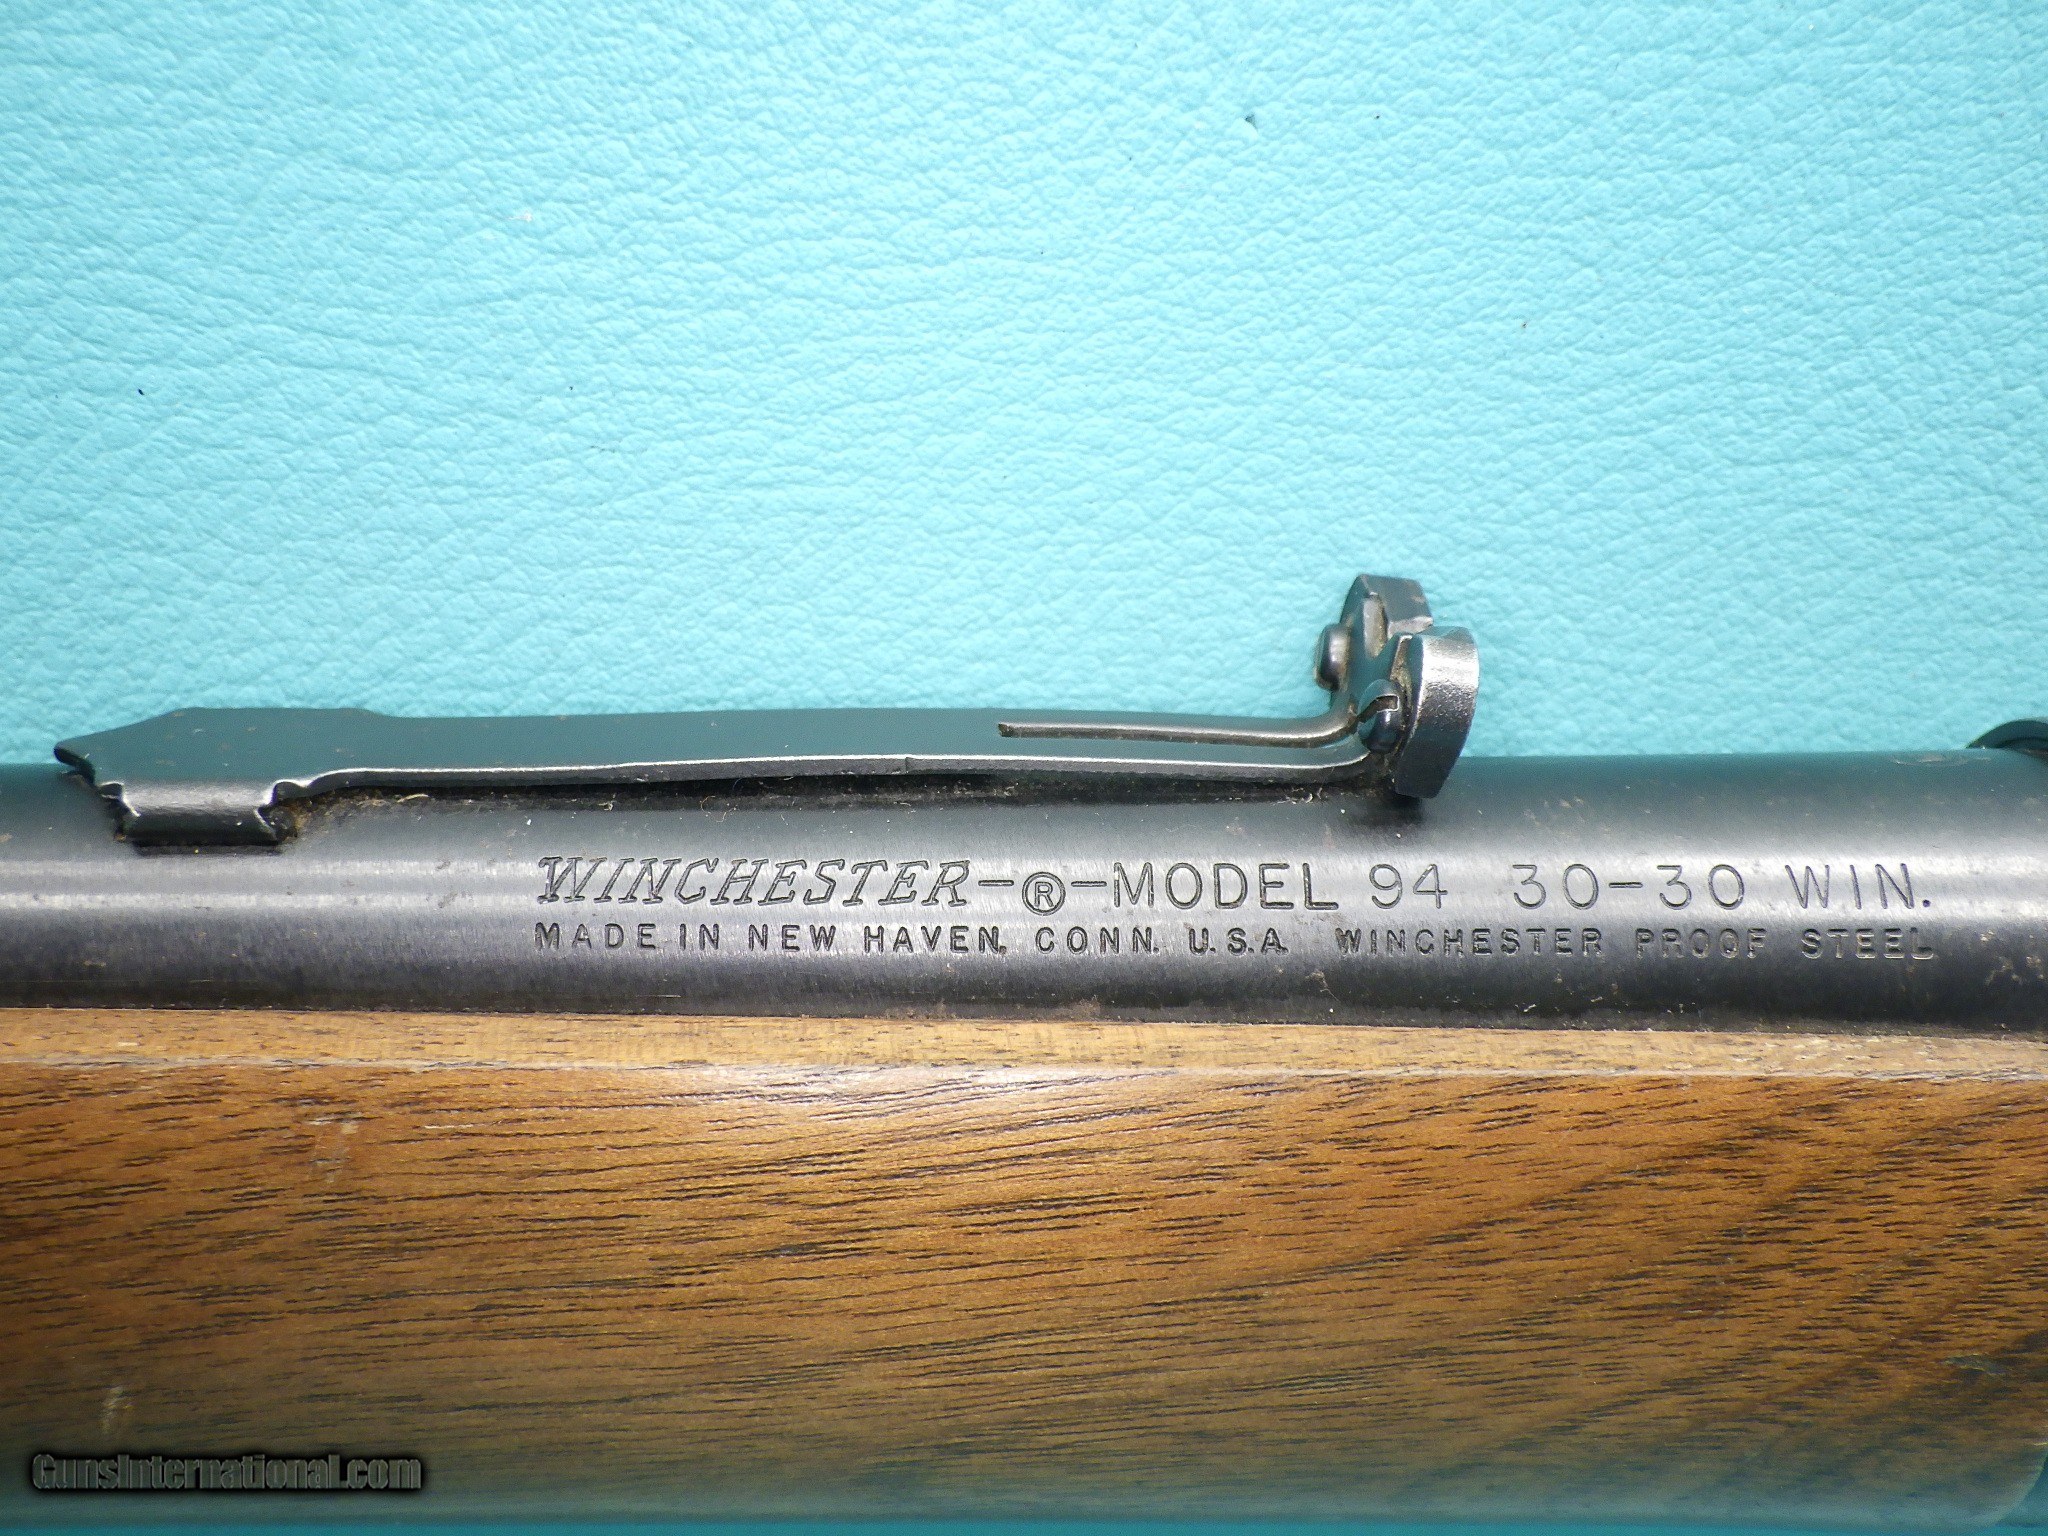 WINCHESTER-®-MODEL 94 30-30 WIN.
MADE IN NEW HAVEN, CONN. U.S.A. WINCHESTER PROOF STEEL
GunsInternational.com